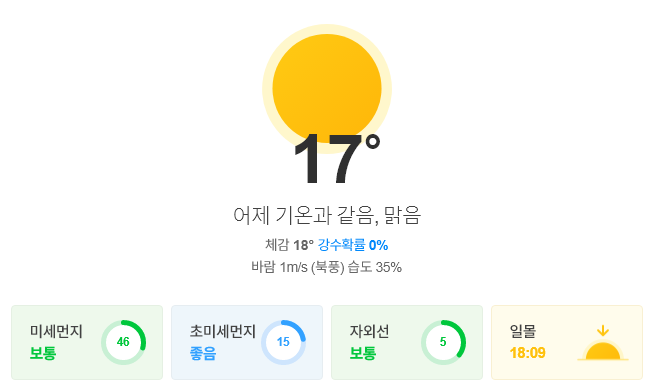 17°
어제 기온과 같음, 맑음
체감 18° 강수확률 0%
바람 1m/s (북풍) 습도 35%
미세먼지
보통
46
초미세먼지
좋음
15
자외선
보통
5
일몰
18:09